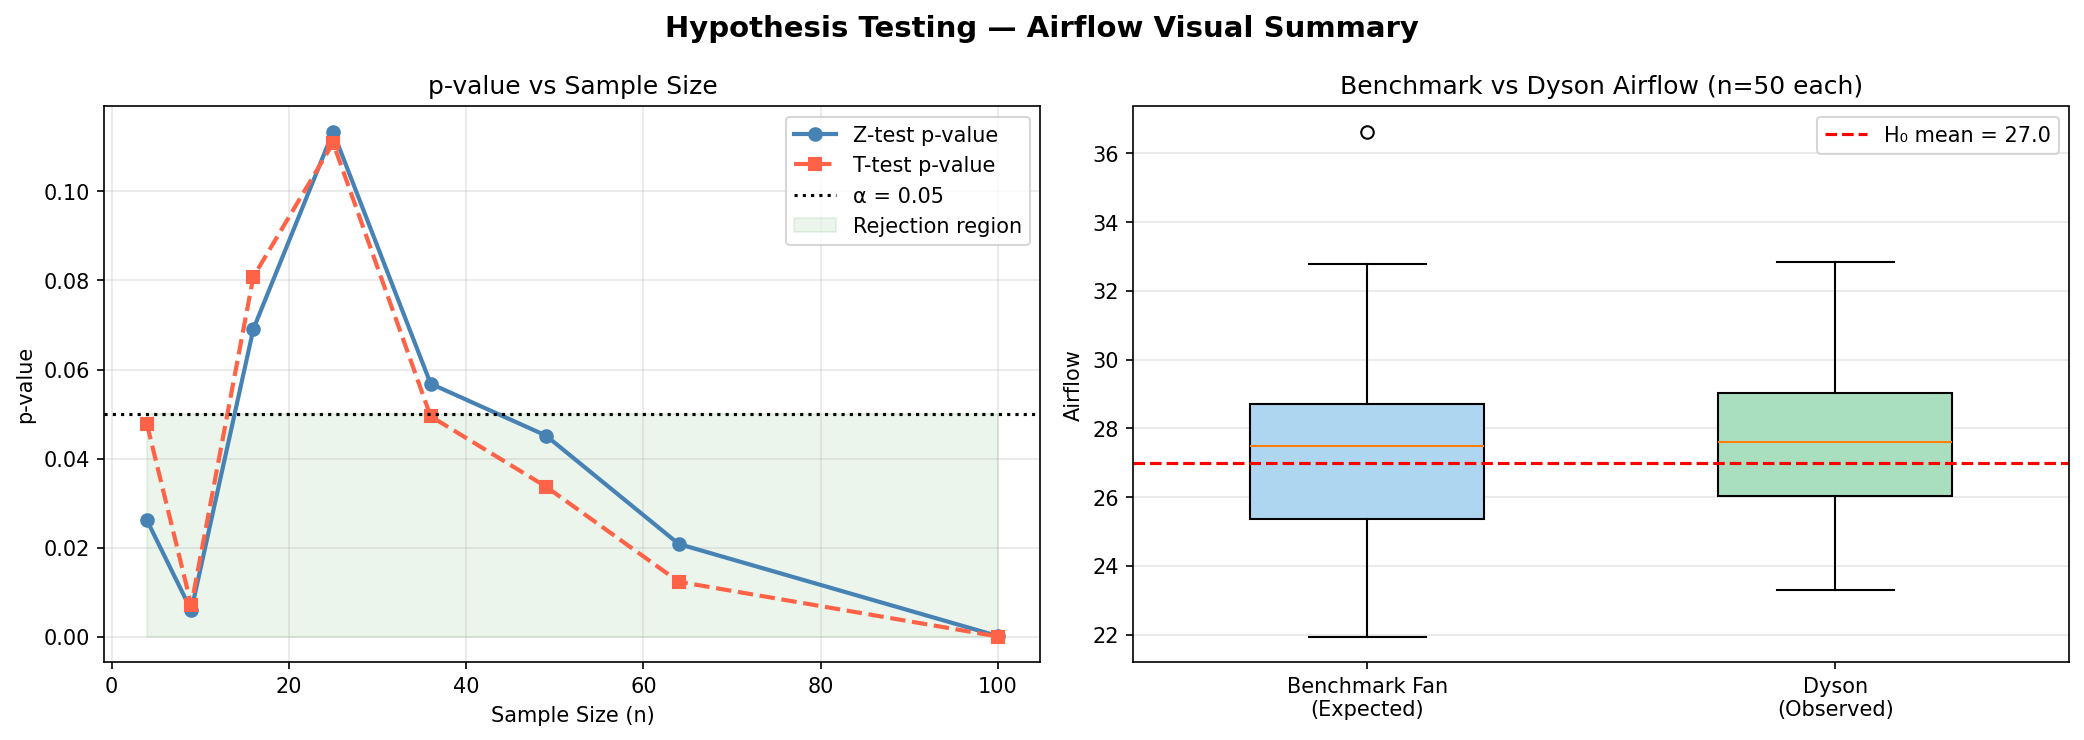 Hypothesis Testing — Airflow Visual Summary
p-value vs Sample Size
Z-test p-value
T-test p-value
α = 0.05
Rejection region
0.10
0.08
0.06
0.04
0.02
0.00
p-value
0 20 40 60 80 100
Sample Size (n)
Benchmark vs Dyson Airflow (n=50 each)
H₀ mean = 27.0
36
34
32
30
28
26
24
22
Airflow
Benchmark Fan
(Expected)
Dyson
(Observed)